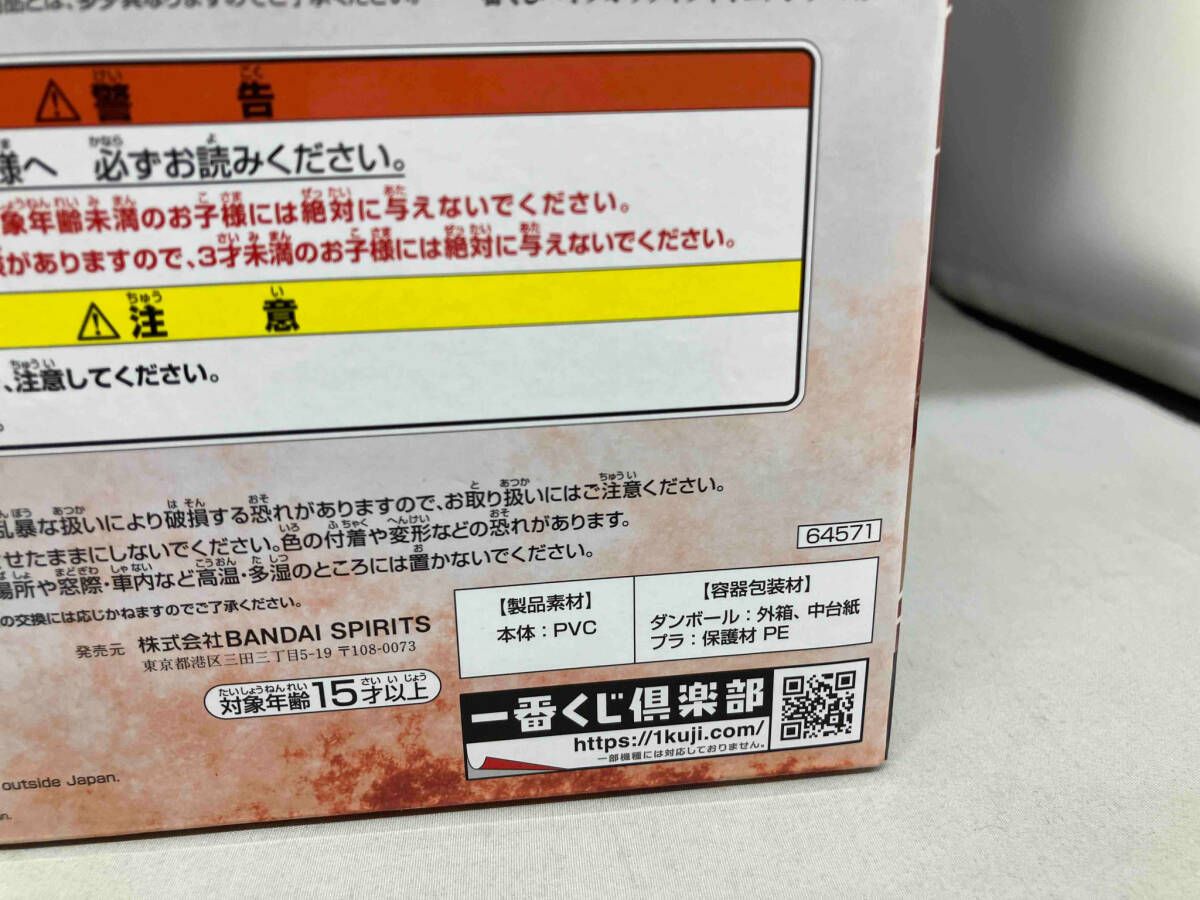 警告
様へ 必ずお読みください。
象年齢未満のお子様には絶対に与えないでください。
がありますので、3才未満のお子様には絶対に与えないでください。
注意
、注意してください。
乱暴な扱いにより破損する恐れがありますので、お取り扱いにはご注意ください。
せたままにしないでください。色の付着や変形などの恐れがあります。
場所や窓際・車内など高温・多湿のところには置かないでください。
の交換には応じかねますのでご了承ください。
64571
発売元 株式会社BANDAI SPIRITS
東京都港区三田三丁目5-19 〒108-0073
対象年齢15才以上
【製品素材】
本体：PVC
【容器包装材】
ダンボール：外箱、中台紙
プラ：保護材 PE
一番くじ倶楽部
https://1kuji.com/
一部機種には対応しておりません。
outside Japan.